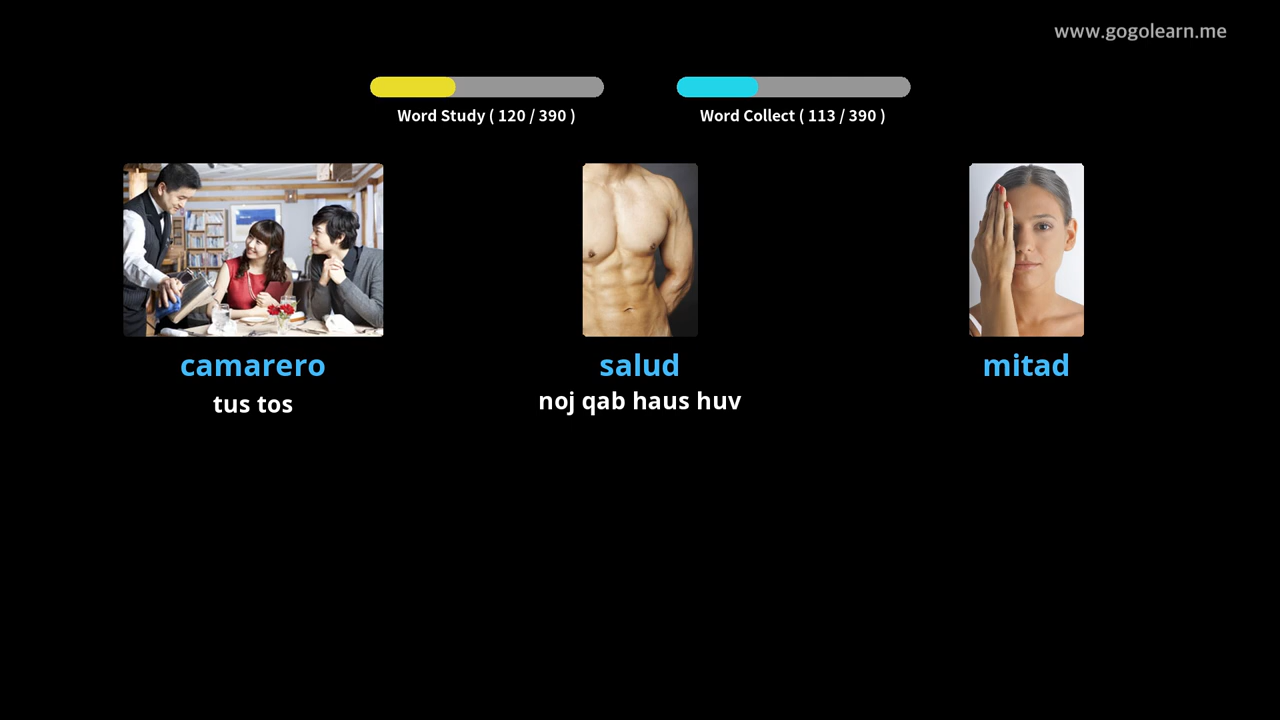 www.gogolearn.me
Word Study ( 120 / 390 )
Word Collect ( 113 / 390 )
camarero
salud
mitad
tus tos
noj qab haus huv